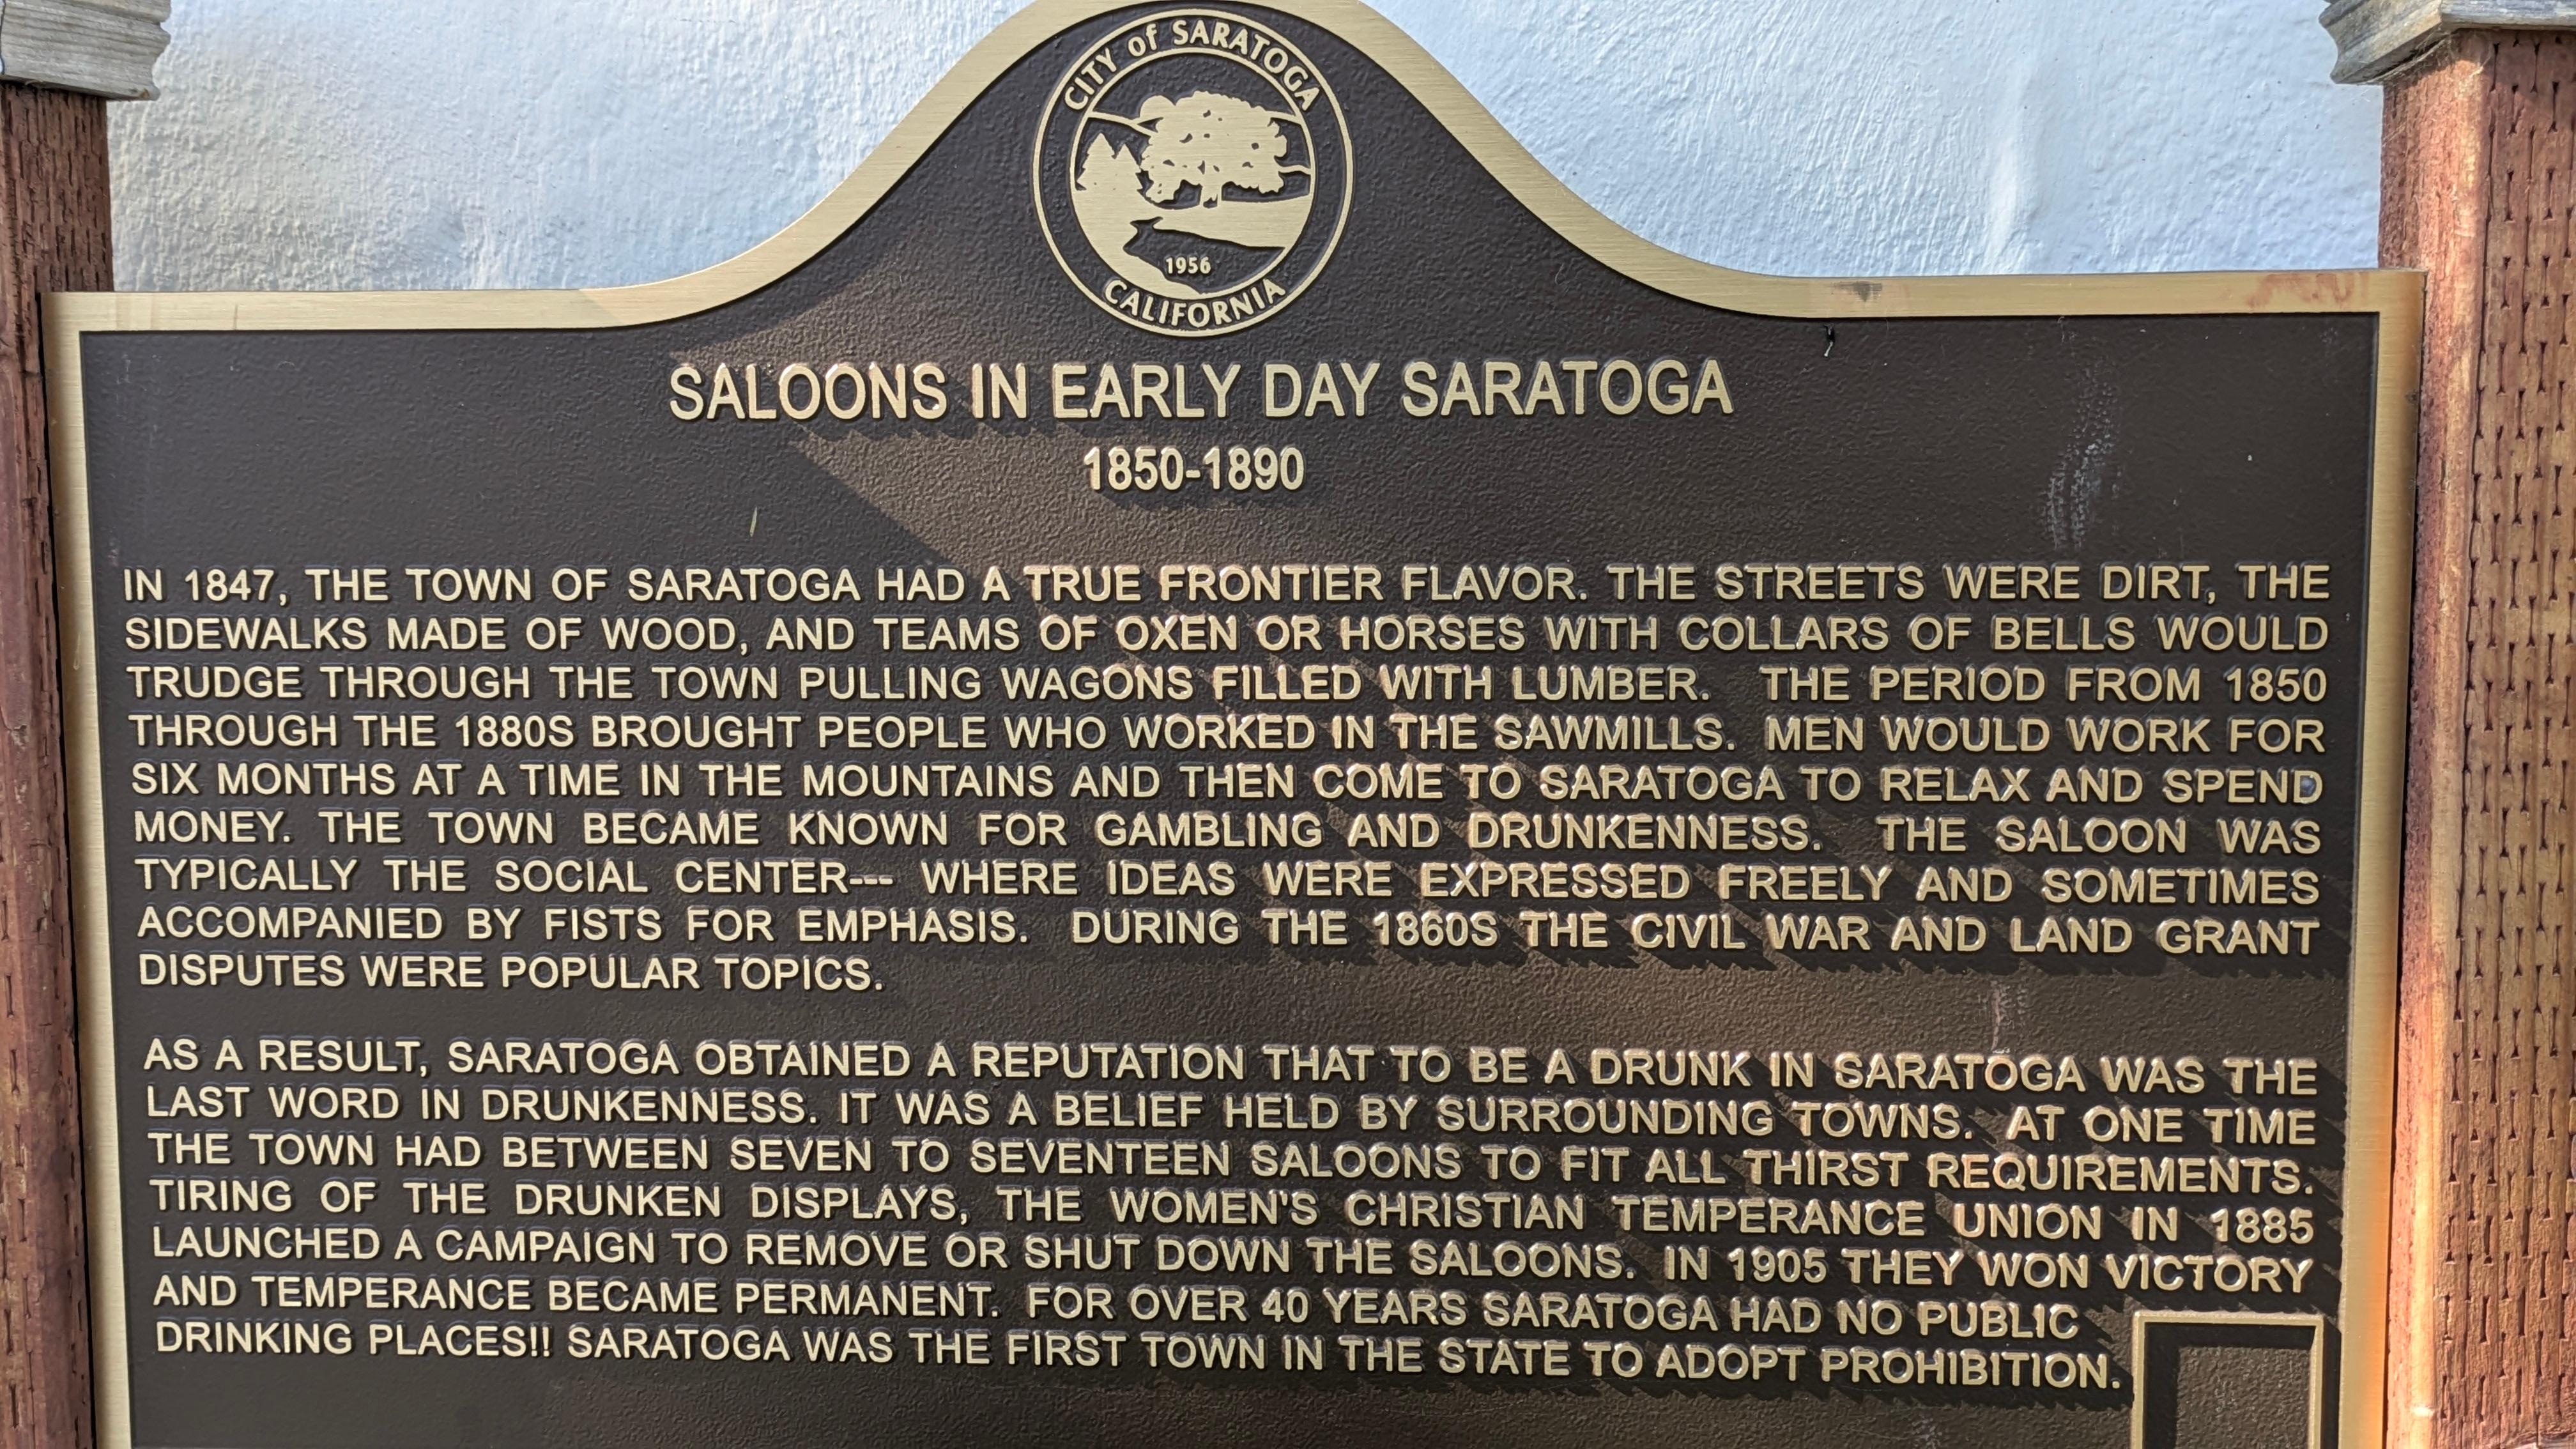 CITY of SARATOGA
1956
CALIFORNIA
SALOONS IN EARLY DAY SARATOGA
1850-1890
IN 1847, THE TOWN OF SARATOGA HAD A TRUE FRONTIER FLAVOR. THE STREETS WERE DIRT, THE
SIDEWALKS MADE OF WOOD, AND TEAMS OF OXEN OR HORSES WITH COLLARS OF BELLS WOULD
TRUDGE THROUGH THE TOWN PULLING WAGONS FILLED WITH LUMBER. THE PERIOD FROM 1850
THROUGH THE 1880S BROUGHT PEOPLE WHO WORKED IN THE SAWMILLS. MEN WOULD WORK FOR
SIX MONTHS AT A TIME IN THE MOUNTAINS AND THEN COME TO SARATOGA TO RELAX AND SPEND
MONEY. THE TOWN BECAME KNOWN FOR GAMBLING AND DRUNKENNESS. THE SALOON WAS
TYPICALLY THE SOCIAL CENTER--- WHERE IDEAS WERE EXPRESSED FREELY AND SOMETIMES
ACCOMPANIED BY FISTS FOR EMPHASIS. DURING THE 1860S THE CIVIL WAR AND LAND GRANT
DISPUTES WERE POPULAR TOPICS.
AS A RESULT, SARATOGA OBTAINED A REPUTATION THAT TO BE A DRUNK IN SARATOGA WAS THE
LAST WORD IN DRUNKENNESS. IT WAS A BELIEF HELD BY SURROUNDING TOWNS. AT ONE TIME
THE TOWN HAD BETWEEN SEVEN TO SEVENTEEN SALOONS TO FIT ALL THIRST REQUIREMENTS.
TIRING OF THE DRUNKEN DISPLAYS, THE WOMEN'S CHRISTIAN TEMPERANCE UNION IN 1885
LAUNCHED A CAMPAIGN TO REMOVE OR SHUT DOWN THE SALOONS. IN 1905 THEY WON VICTORY
AND TEMPERANCE BECAME PERMANENT. FOR OVER 40 YEARS SARATOGA HAD NO PUBLIC
DRINKING PLACES!! SARATOGA WAS THE FIRST TOWN IN THE STATE TO ADOPT PROHIBITION.